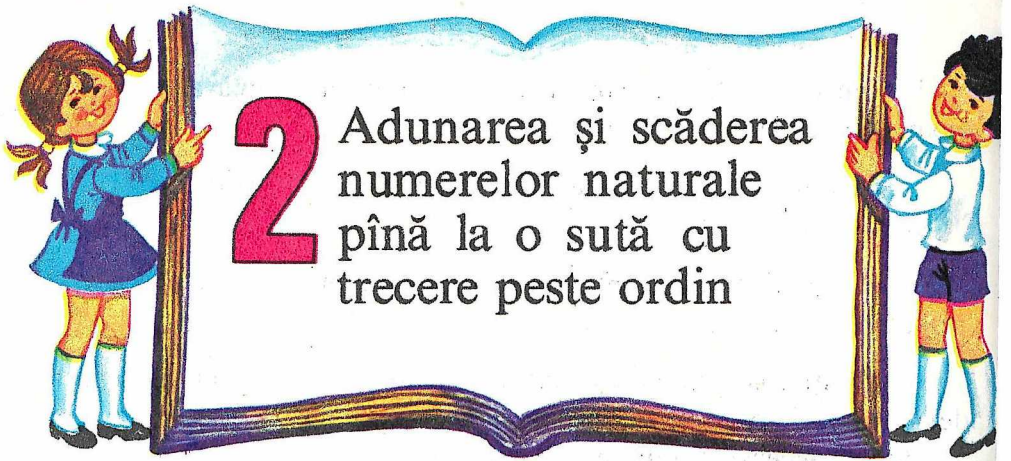 2
Adunarea și scăderea
numerelor naturale
pînă la o sută cu
trecere peste ordin